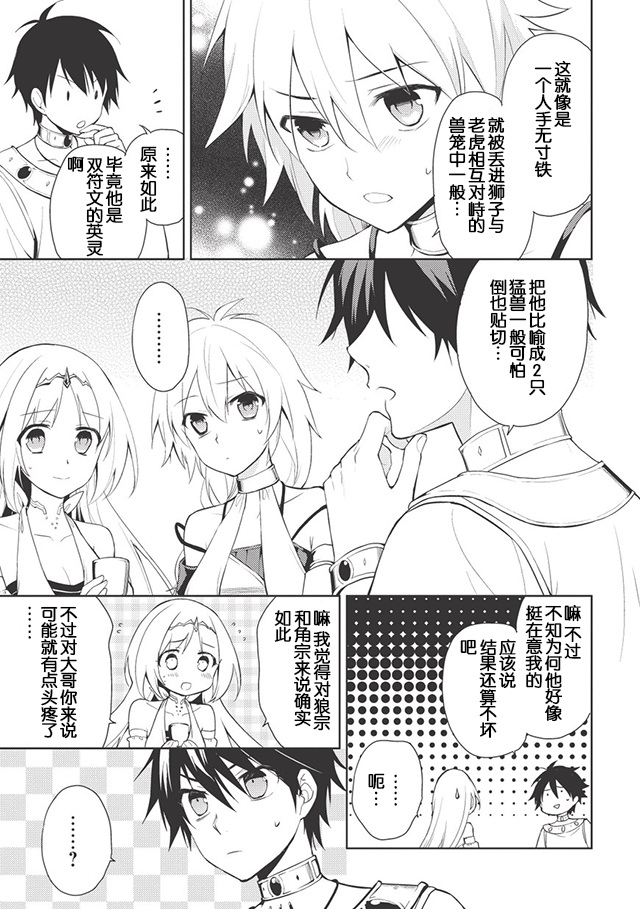 这就像是
一个人手无寸铁
就被丢进狮子与
老虎相互对峙的
兽笼中一般…
……
原来如此
毕竟他是
双符文的英灵
啊
把他比喻成2只
猛兽一般可怕
倒也贴切…
……
嘛 不过
不知为何他好像
挺在意我的
应该说
结果还算不坏
吧
……
呃
嘛 我觉得对狼宗
和角宗来说确实
如此
不过对大哥你来说
可能就有点头疼了
……
……?